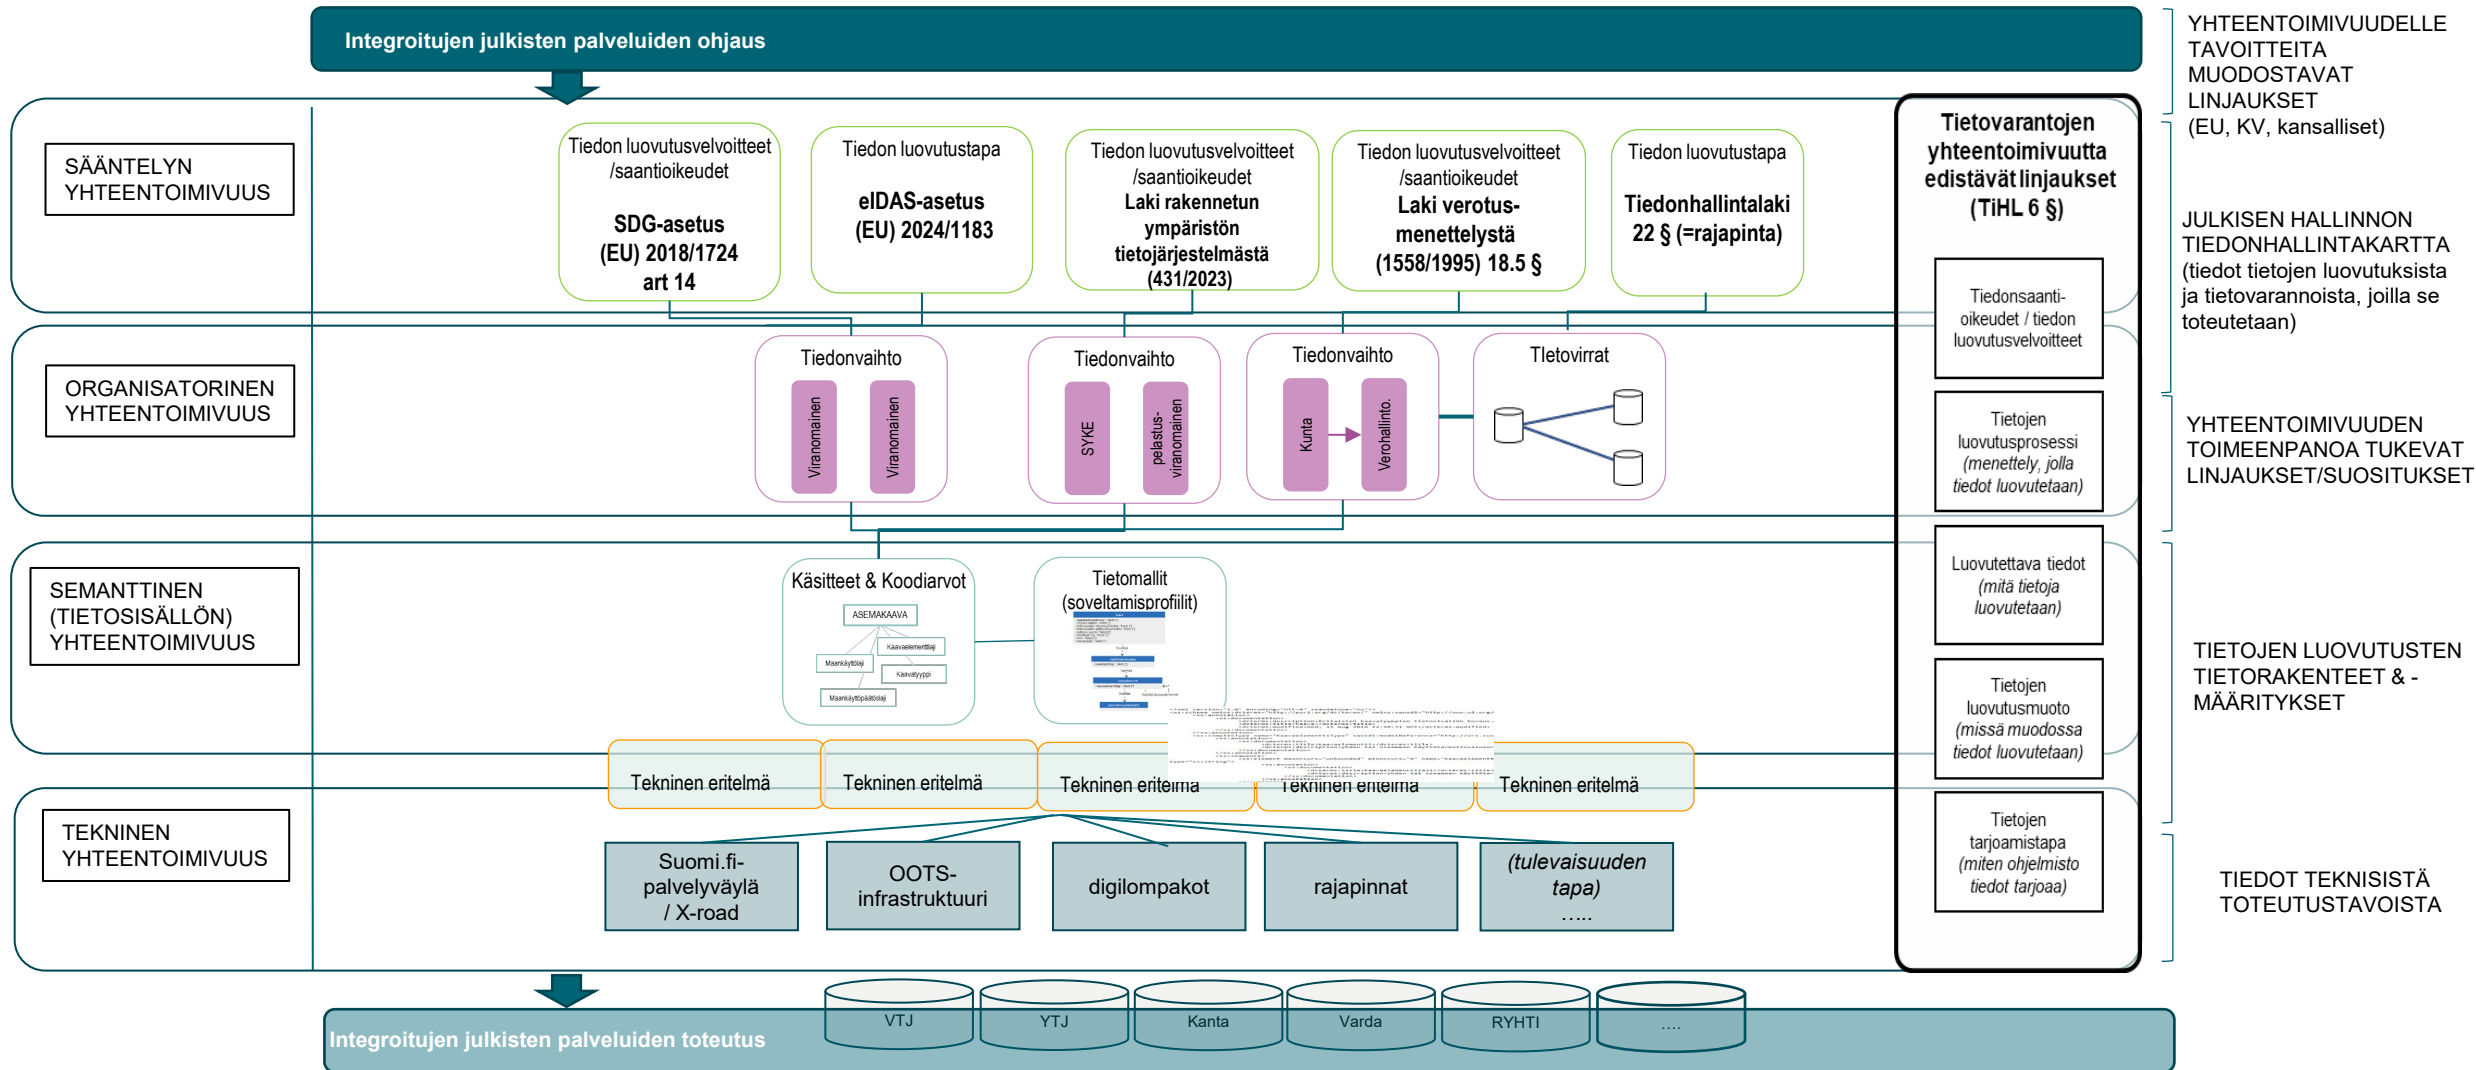 Integroitujen julkisten palveluiden ohjaus
YHTEENTOIMIVUUDELLE
TAVOITTEITA
MUODOSTAVAT
LINJAUKSET
(EU, KV, kansalliset)
SÄÄNTELYN
YHTEENTOIMIVUUS
Tiedon luovutusvelvoitteet
/saantioikeudet
SDG-asetus
(EU) 2018/1724
art 14
Tiedon luovutustapa
eIDAS-asetus
(EU) 2024/1183
Tiedon luovutusvelvoitteet
/saantioikeudet
Laki rakennetun
ympäristön
tietojärjestelmästä
(431/2023)
Tiedon luovutusvelvoitteet
/saantioikeudet
Laki verotus-
menettelystä
(1558/1995) 18.5 §
Tiedon luovutustapa
Tiedonhallintalaki
22 § (=rajapinta)
Tietovarantojen
yhteentoimivuutta
edistävät linjaukset
(TiHL 6 §)
Tiedonsaanti-
oikeudet / tiedon
luovutusvelvoitteet
JULKISEN HALLINNON
TIEDONHALLINTAKARTTA
(tiedot tietojen luovutuksista
ja tietovarannoista, joilla se
toteutetaan)
ORGANISATORINEN
YHTEENTOIMIVUUS
Tiedonvaihto
Viranomainen
Viranomainen
Tiedonvaihto
SYKE
pelastus-
viranomainen
Tiedonvaihto
Kunta
Verohallinto.
TIetovirrat
Tietojen
luovutusprosessi
(menettely, jolla
tiedot luovutetaan)
YHTEENTOIMIVUUDEN
TOIMEENPANOA TUKEVAT
LINJAUKSET/SUOSITUKSET
SEMANTTINEN
(TIETOSISÄLLÖN)
YHTEENTOIMIVUUS
Käsitteet & Koodiarvot
ASEMAKAAVA
Kaavaelementtilaji
Maankäyttölaji
Kaavatyyppi
Maankäyttöpäätöslaji
Tietomallit
(soveltamisprofiilit)
Luovutettava tiedot
(mitä tietoja
luovutetaan)
Tietojen
luovutusmuoto
(missä muodossa
tiedot luovutetaan)
TIETOJEN LUOVUTUSTEN
TIETORAKENTEET & -
MÄÄRITYKSET
Tekninen eritelmä
Tekninen eritelmä
Tekninen eritelmä
Tekninen eritelmä
Tekninen eritelmä
TEKNINEN
YHTEENTOIMIVUUS
Suomi.fi-
palvelyväylä
/ X-road
OOTS-
infrastruktuuri
digilompakot
rajapinnat
(tulevaisuuden
tapa)
…..
Tietojen
tarjoamistapa
(miten ohjelmisto
tiedot tarjoaa)
TIEDOT TEKNISISTÄ
TOTEUTUSTAVOISTA
Integroitujen julkisten palveluiden toteutus
VTJ
YTJ
Kanta
Varda
RYHTI
….